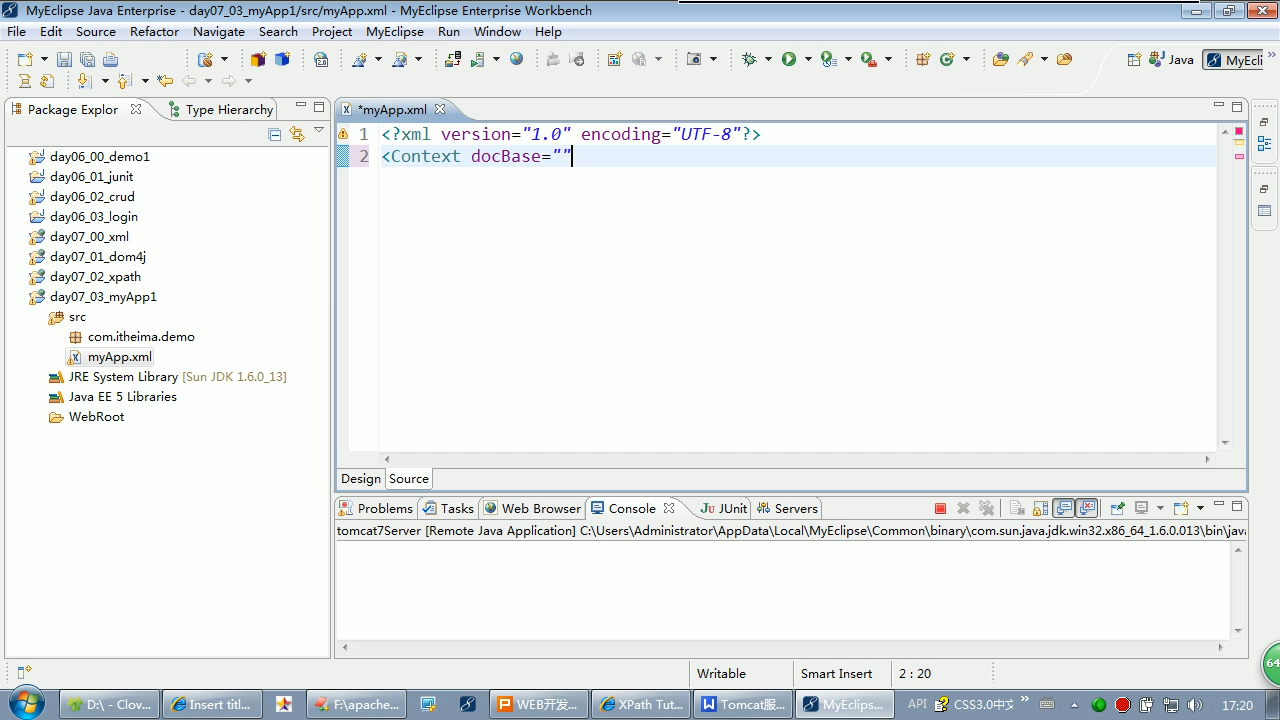 MyEclipse Java Enterprise - day07_03_myApp1/src/myApp.xml - MyEclipse Enterprise Workbench
File Edit Source Refactor Navigate Search Project MyEclipse Run Window Help
Java MyEcli
Package Explor Type Hierarchy
day06_00_demo1
day06_01_junit
day06_02_crud
day06_03_login
day07_00_xml
day07_01_dom4j
day07_02_xpath
day07_03_myApp1
src
com.itheima.demo
myApp.xml
JRE System Library [Sun JDK 1.6.0_13]
Java EE 5 Libraries
WebRoot
*myApp.xml
1 <?xml version="1.0" encoding="UTF-8"?>
2 <Context docBase=""
Design Source
Problems Tasks Web Browser Console JUnit Servers
tomcat7Server [Remote Java Application] C:\Users\Administrator\AppData\Local\MyEclipse\Common\binary\com.sun.java.jdk.win32.x86_64_1.6.0.013\bin\java
Writable Smart Insert 2 : 20
64
D:\ - Clov... Insert titl... F:\apache... WEB开发... XPath Tut... Tomcat服... MyEclips... API CSS3.0中文 17:20